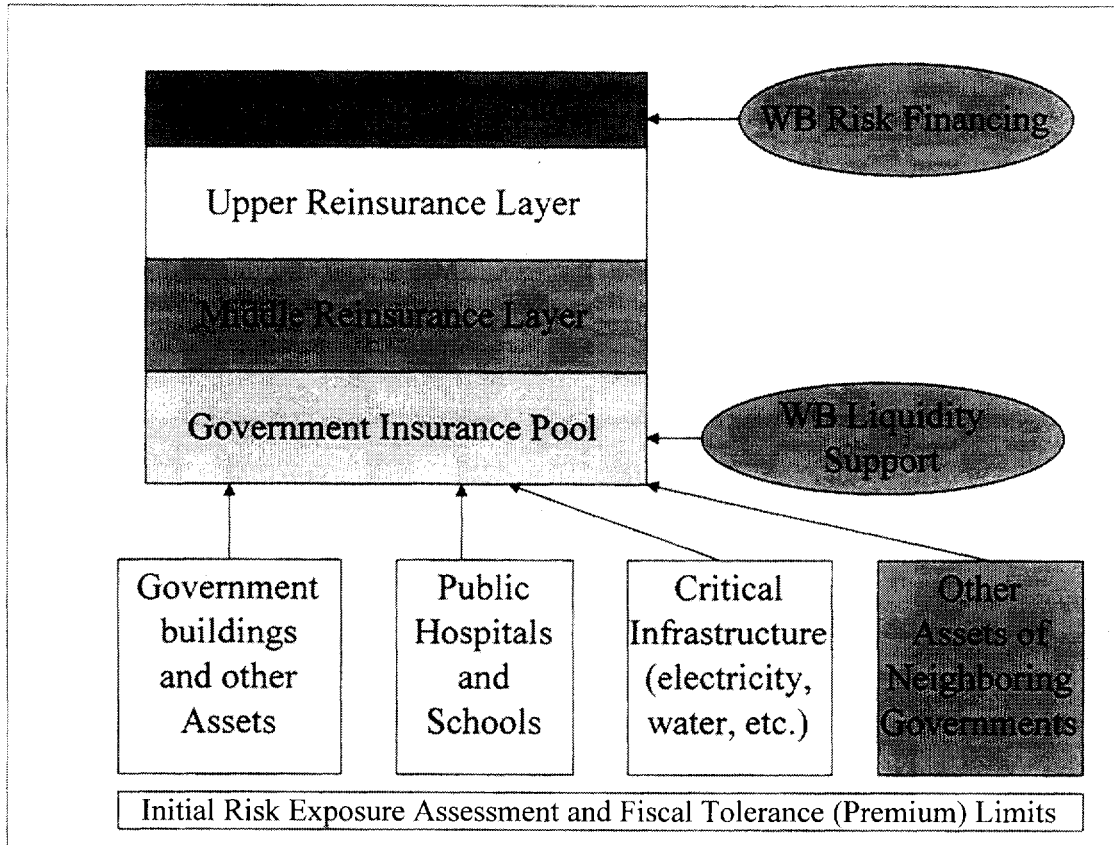 WB Risk Financing
Upper Reinsurance Layer
Middle Reinsurance Layer
Government Insurance Pool
WB Liquidity
Support
Government
buildings
and other
Assets
Public
Hospitals
and
Schools
Critical
Infrastructure
(electricity,
water, etc.)
Other
Assets of
Neighboring
Governments
Initial Risk Exposure Assessment and Fiscal Tolerance (Premium) Limits